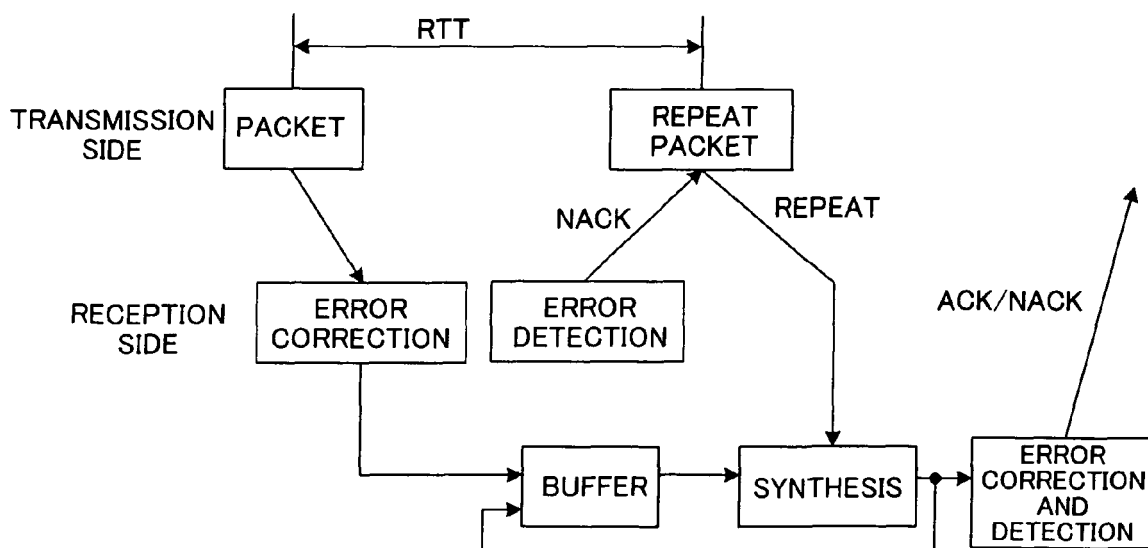 RTT
TRANSMISSION
SIDE
PACKET
REPEAT
PACKET
NACK
REPEAT
RECEPTION
SIDE
ERROR
CORRECTION
ERROR
DETECTION
ACK/NACK
BUFFER
SYNTHESIS
ERROR
CORRECTION
AND
DETECTION